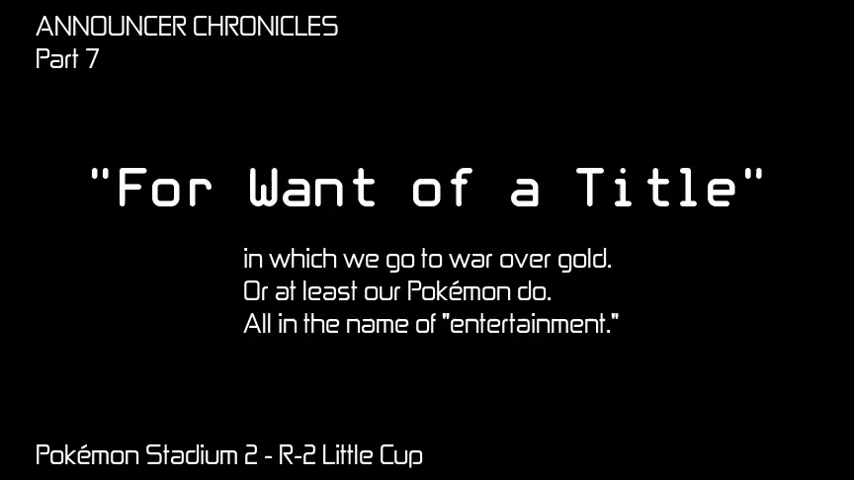 ANNOUNCER CHRONICLES
Part 7
"For Want of a Title"
in which we go to war over gold.
Or at least our Pokémon do.
All in the name of "entertainment."
Pokémon Stadium 2 - R-2 Little Cup